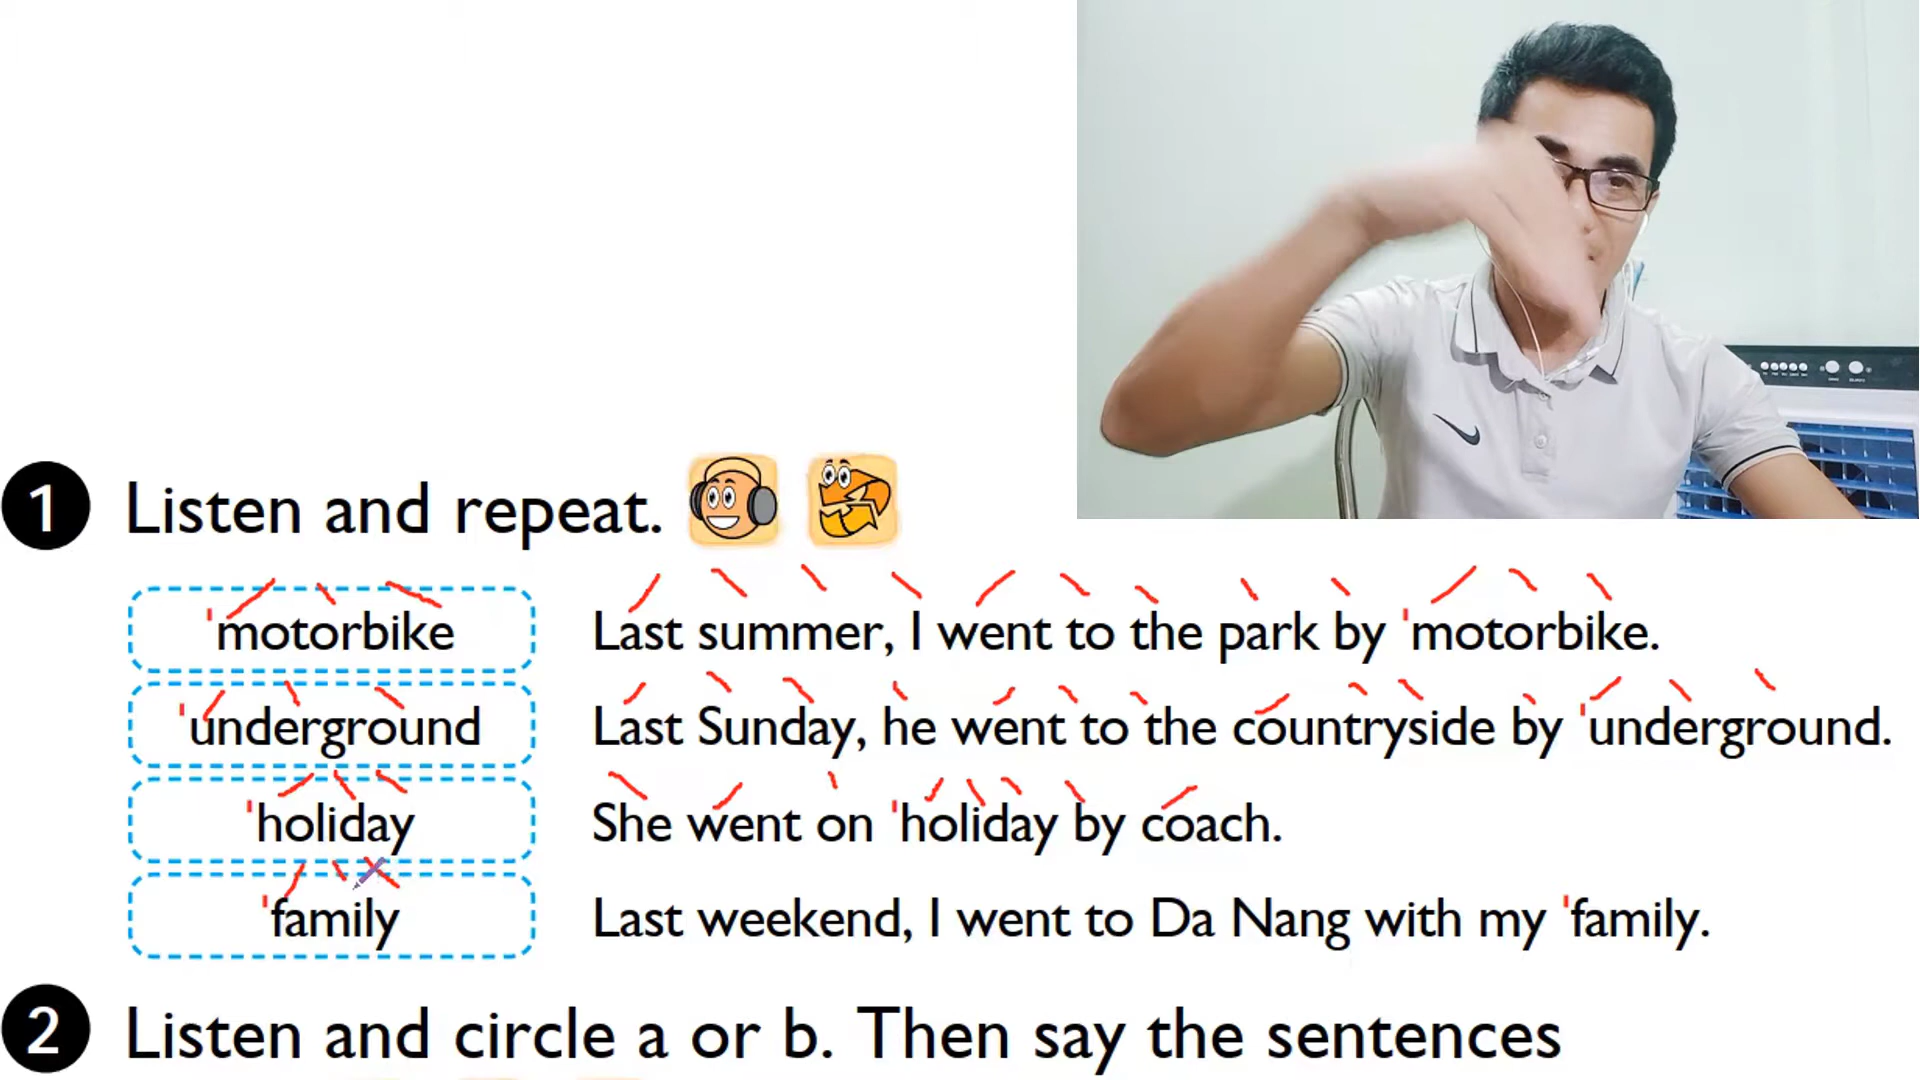 1 Listen and repeat.
'motorbike Last summer, I went to the park by 'motorbike.
'underground Last Sunday, he went to the countryside by 'underground.
'holiday She went on 'holiday by coach.
'family Last weekend, I went to Da Nang with my 'family.
2 Listen and circle a or b. Then say the sentences